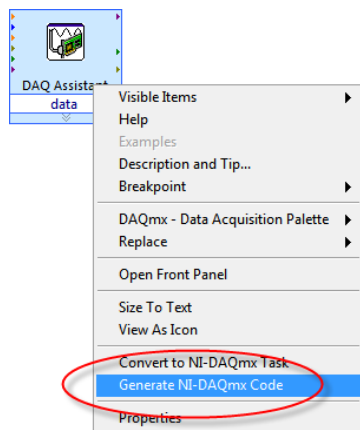 DAQ Assistant
data
Visible Items
Help
Examples
Description and Tip...
Breakpoint
DAQmx - Data Acquisition Palette
Replace
Open Front Panel
Size To Text
View As Icon
Convert to NI-DAQmx Task
Generate NI-DAQmx Code
Properties